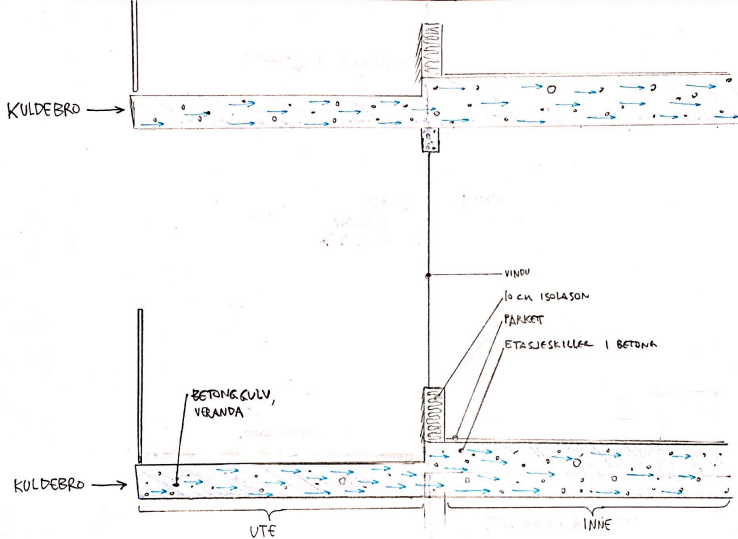 KULDEBRO
VINDU
10 CM ISOLASON
PARKET
ETASJESKILLER I BETONG
BETONGGULV,
VERANDA
KULDEBRO
UTE
INNE